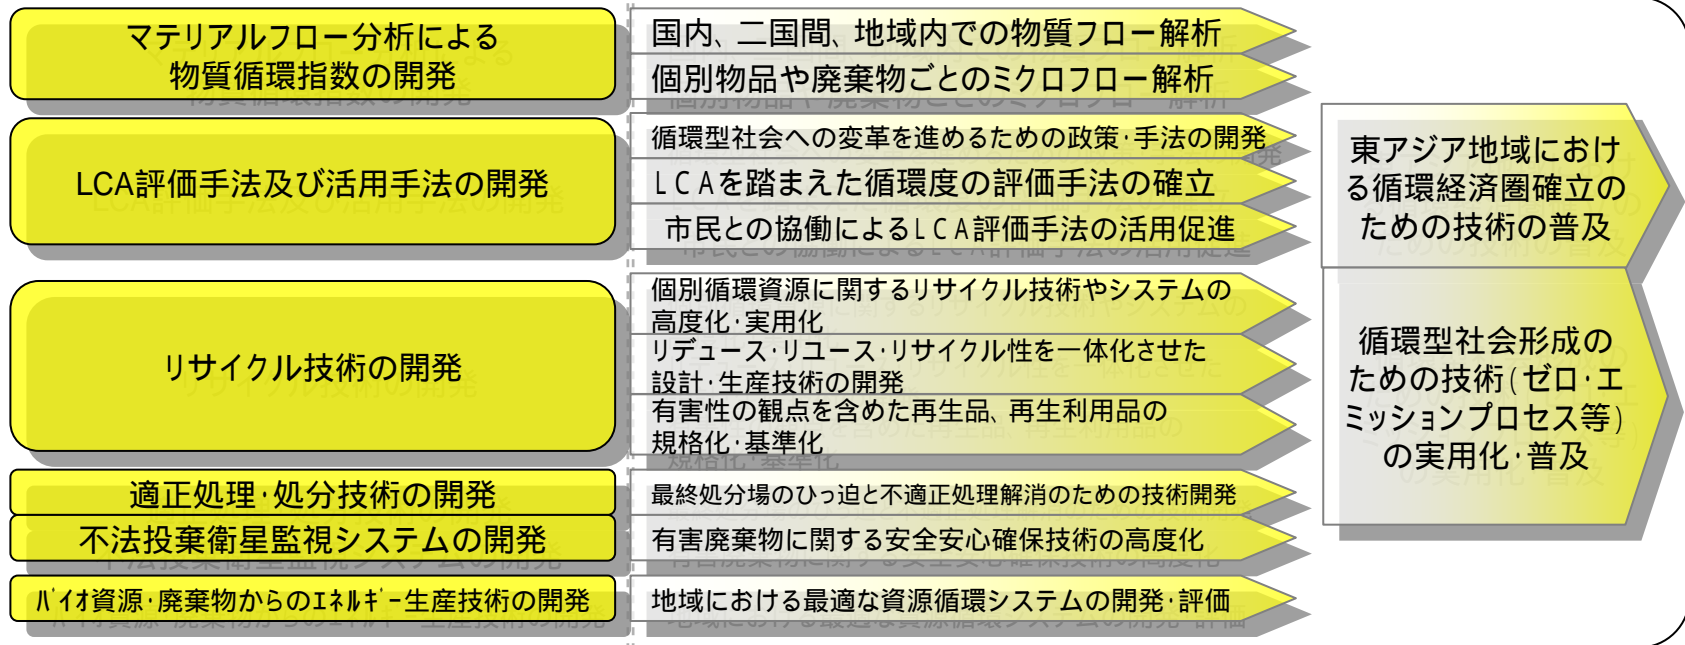 マテリアルフロー分析による
物質循環指数の開発
国内、二国間、地域内での物質フロー解析
個別物品や廃棄物ごとのミクロフロー解析
LCA評価手法及び活用手法の開発
循環型社会への変革を進めるための政策・手法の開発
LCAを踏まえた循環度の評価手法の確立
市民との協働によるLCA評価手法の活用促進
リサイクル技術の開発
個別循環資源に関するリサイクル技術やシステムの
高度化・実用化
リデュース・リユース・リサイクル性を一体化させた
設計・生産技術の開発
有害性の観点を含めた再生品、再生利用品の
規格化・基準化
適正処理・処分技術の開発
最終処分場のひっ迫と不適正処理解消のための技術開発
不法投棄衛星監視システムの開発
有害廃棄物に関する安全安心確保技術の高度化
バイオ資源・廃棄物からのエネルギー生産技術の開発
地域における最適な資源循環システムの開発・評価
東アジア地域におけ
る循環経済圏確立の
ための技術の普及
循環型社会形成の
ための技術(ゼロ・エ
ミッションプロセス等)
の実用化・普及